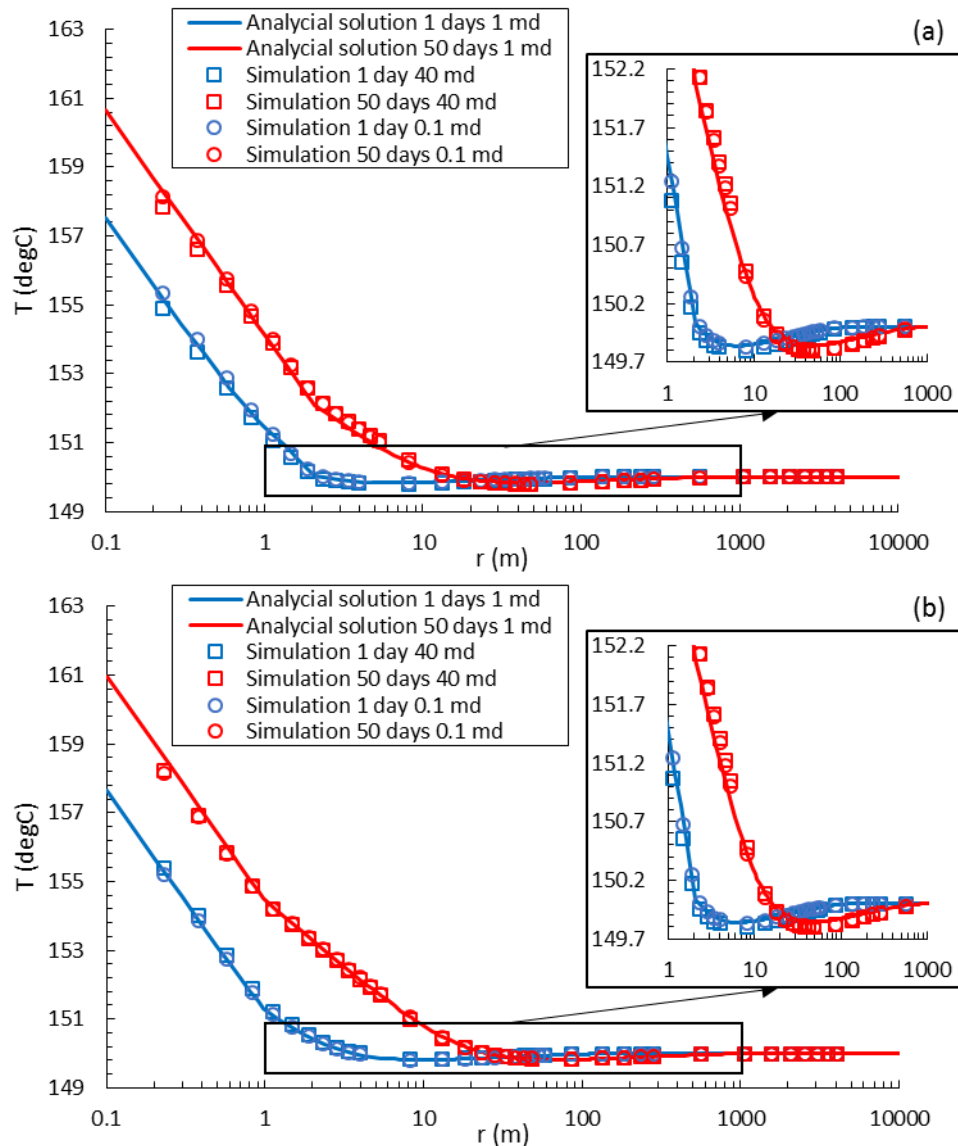 Analycial solution 1 days 1 md
Analycial solution 50 days 1 md
Simulation 1 day 40 md
Simulation 50 days 40 md
Simulation 1 day 0.1 md
Simulation 50 days 0.1 md
(a)
163
161
159
157
155
153
151
149
T (degC)
0.1
1
10
100
1000
10000
r (m)
152.2
151.7
151.2
150.7
150.2
149.7
1
10
100
1000
Analycial solution 1 days 1 md
Analycial solution 50 days 1 md
Simulation 1 day 40 md
Simulation 50 days 40 md
Simulation 1 day 0.1 md
Simulation 50 days 0.1 md
(b)
163
161
159
157
155
153
151
149
T (degC)
0.1
1
10
100
1000
10000
r (m)
152.2
151.7
151.2
150.7
150.2
149.7
1
10
100
1000